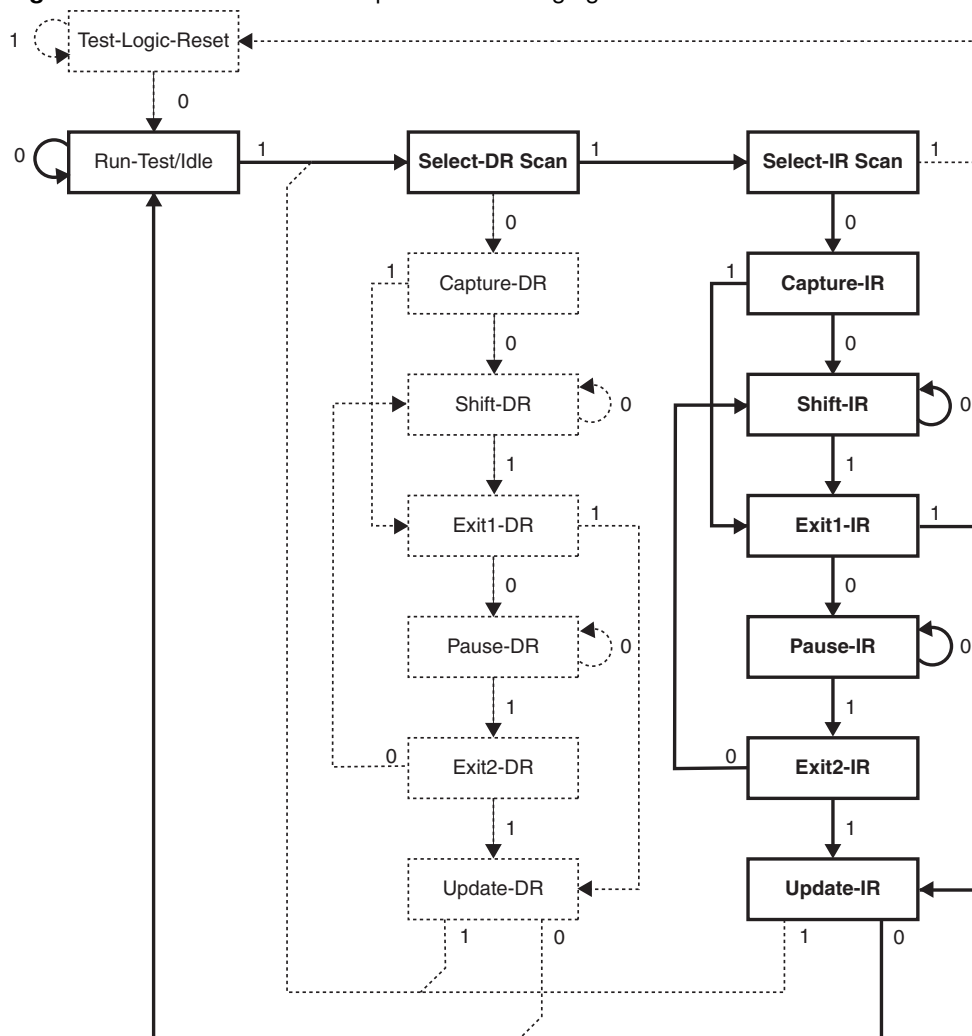 1
Test-Logic-Reset
0
0
Run-Test/Idle
1
Select-DR Scan
1
Select-IR Scan
1
0
0
1
Capture-DR
1
Capture-IR
0
0
Shift-DR
0
Shift-IR
0
1
1
Exit1-DR
1
Exit1-IR
1
0
0
Pause-DR
0
Pause-IR
0
1
1
0
Exit2-DR
0
Exit2-IR
1
1
Update-DR
Update-IR
1
0
1
0